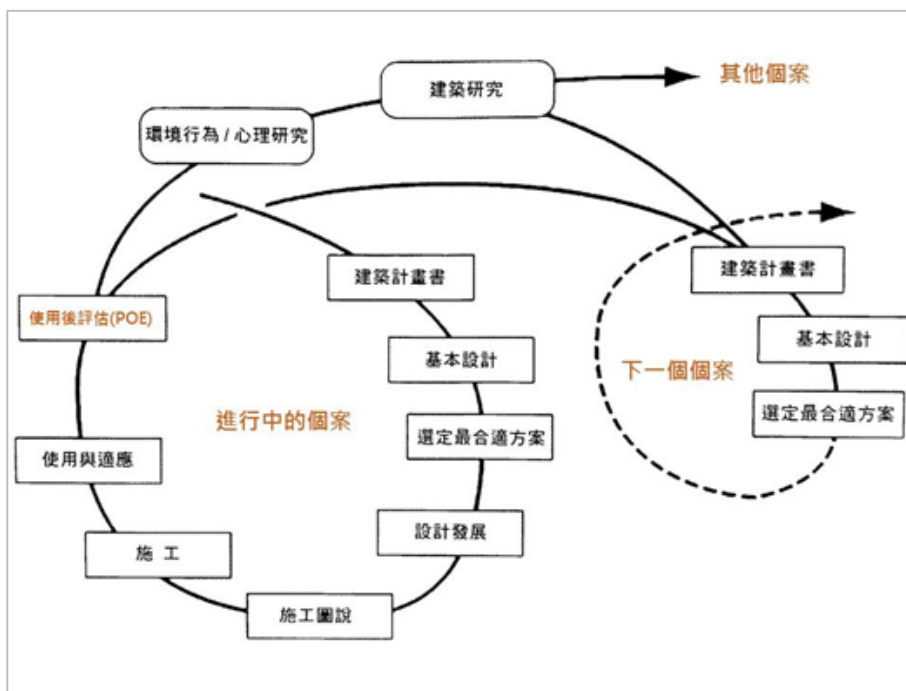 建築研究
其他個案
環境行為 / 心理研究
建築計畫書
建築計畫書
使用後評估(POE)
基本設計
基本設計
下一個個案
進行中的個案
選定最合適方案
選定最合適方案
使用與適應
設計發展
施 工
施工圖說